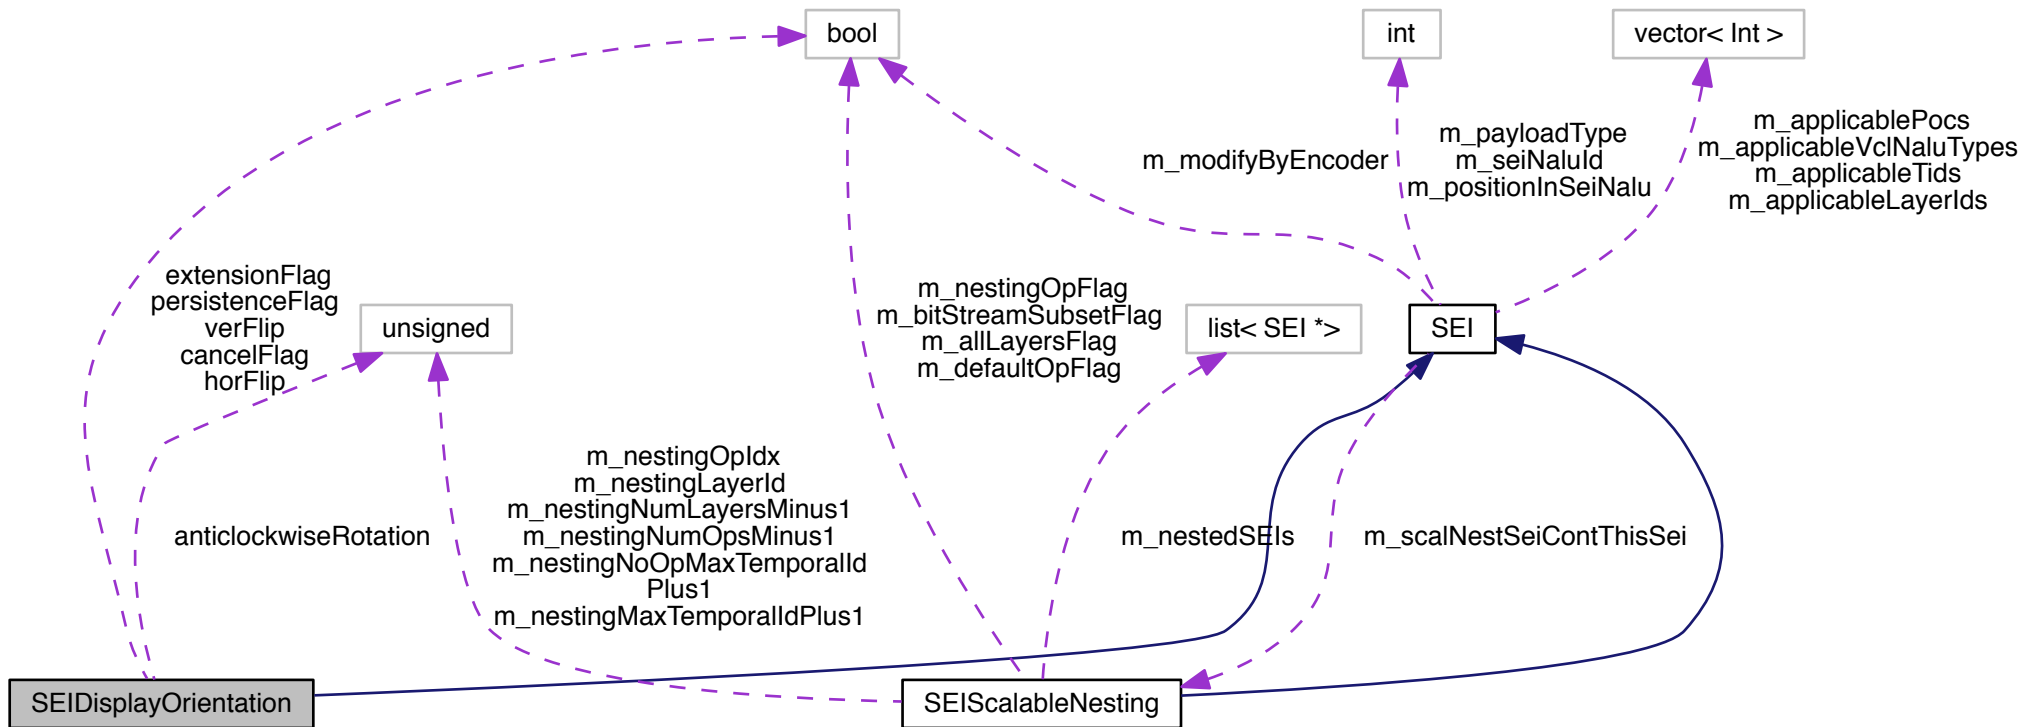 bool
int
vector< Int >
m_modifyByEncoder
m_payloadType
m_seiNaluId
m_positionInSeiNalu
m_applicablePocs
m_applicableVclNaluTypes
m_applicableTids
m_applicableLayerIds
extensionFlag
persistenceFlag
verFlip
cancelFlag
horFlip
unsigned
m_nestingOpFlag
m_bitStreamSubsetFlag
m_allLayersFlag
m_defaultOpFlag
list< SEI *>
SEI
anticlockwiseRotation
m_nestingOpIdx
m_nestingLayerId
m_nestingNumLayersMinus1
m_nestingNumOpsMinus1
m_nestingNoOpMaxTemporalId
Plus1
m_nestingMaxTemporalIdPlus1
m_nestedSEIs
m_scalNestSeiContThisSei
SEIDisplayOrientation
SEIScalableNesting